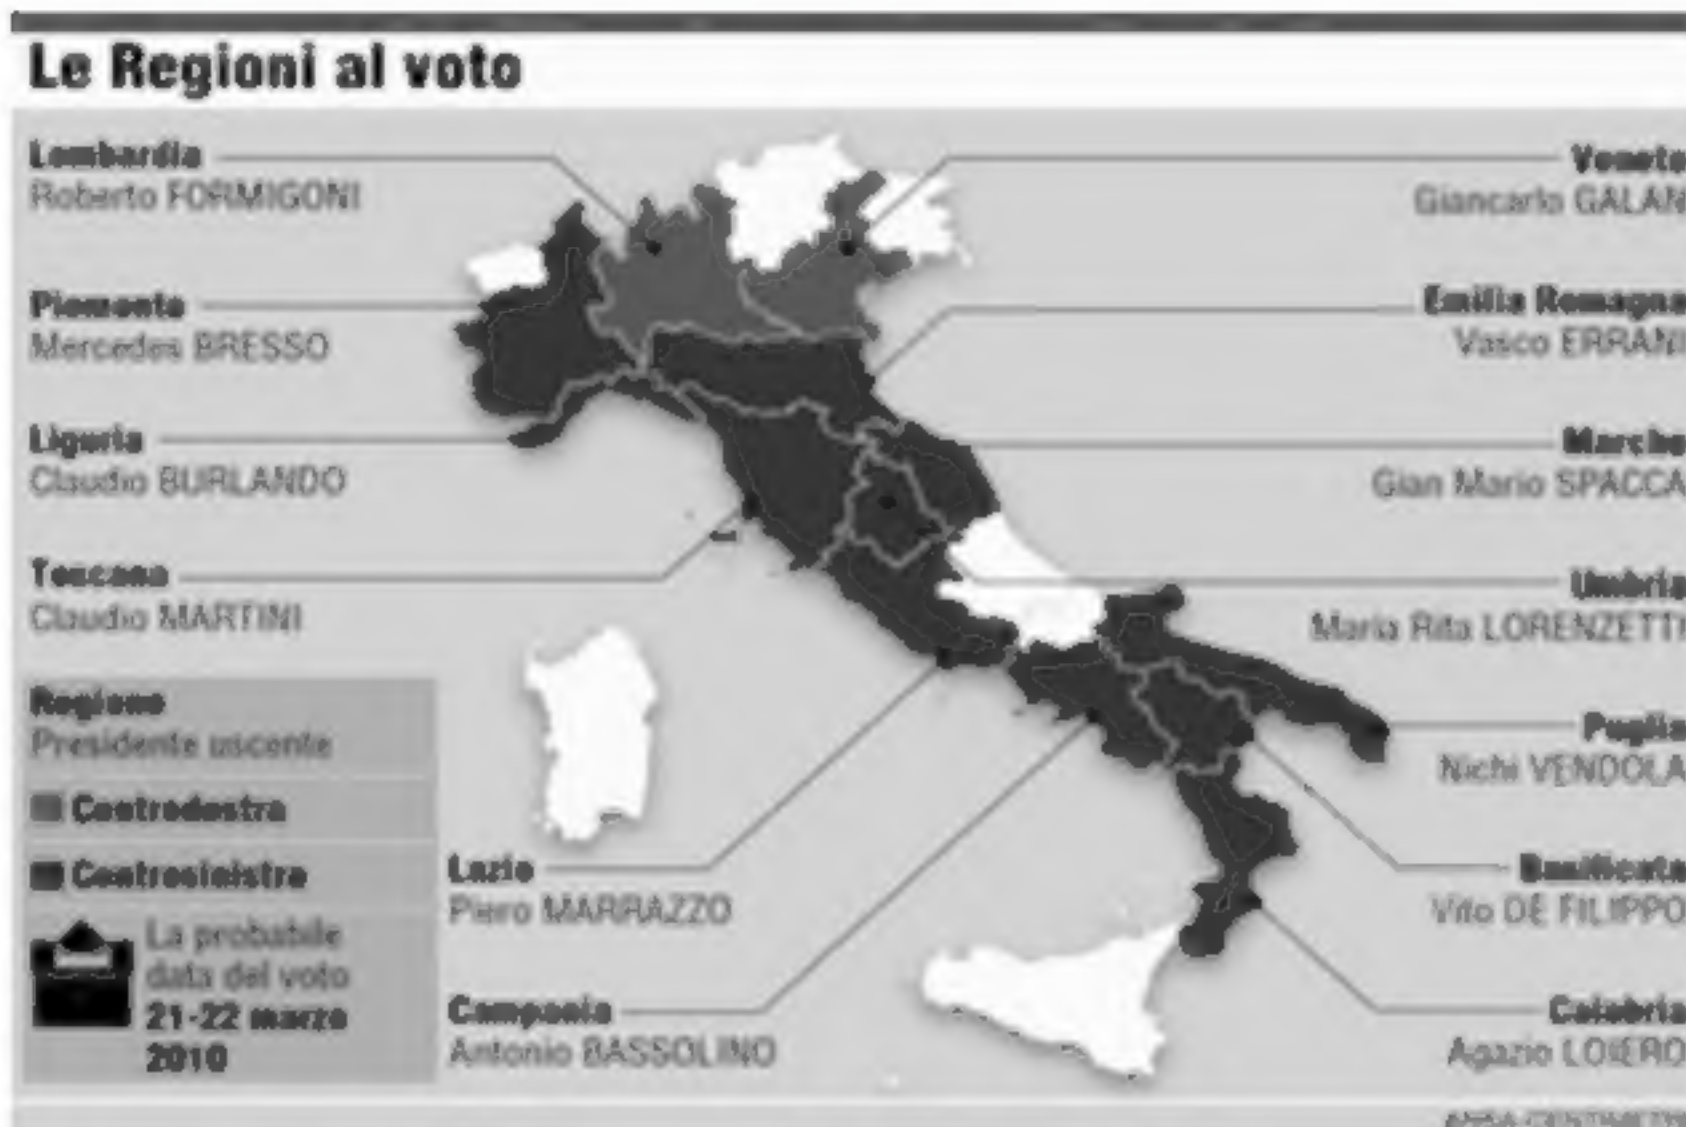 Le Regioni al voto
Lombardia
Roberto FORMIGONI
Piemonte
Mercedes BRESSO
Liguria
Claudio BURLANDO
Toscana
Claudio MARTINI
Regione
Presidente uscente
Centrodestra
Centrosinistra
La probabile
data del voto
21-22 marzo
2010
Lazio
Piero MARRAZZO
Campania
Antonio BASSOLINO
Veneto
Giancarlo GALAN
Emilia Romagna
Vasco ERRANI
Marche
Gian Mario SPACCA
Umbria
Maria Rita LORENZETTI
Puglia
Nichi VENDOLA
Basilicata
Vito DE FILIPPO
Calabria
Agazio LOIERO